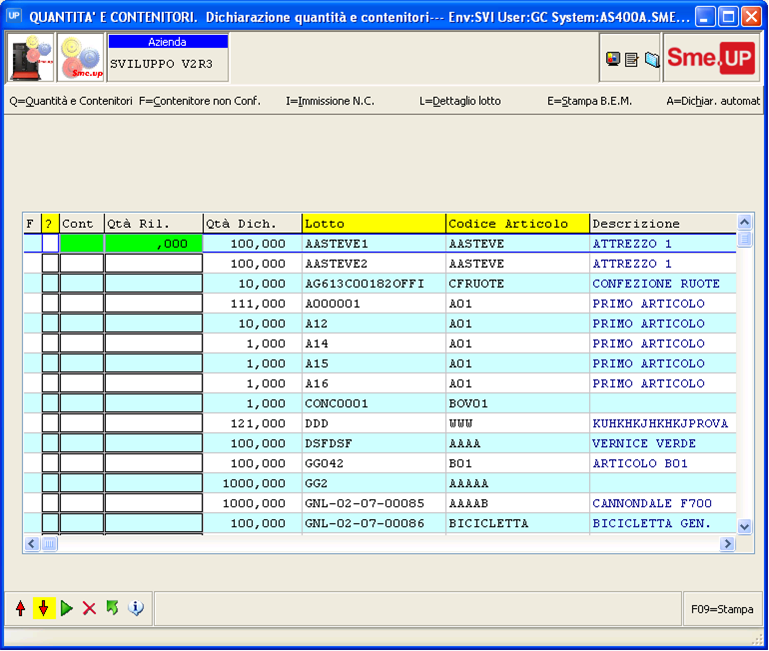 UP QUANTITA' E CONTENITORI. Dichiarazione quantità e contenitori--- Env:SVI User:GC System:AS400A.SME...
Sme.up
Azienda
SVILUPPO V2R3
Sme.UP
Q=Quantità e Contenitori F=Contenitore non Conf. I=Immissione N.C. L=Dettaglio lotto E=Stampa B.E.M. A=Dichiar. automat
F ? Cont Qtà Ril. Qtà Dich. Lotto Codice Articolo Descrizione
,000 100,000 AASTEVE1 AASTEVE ATTREZZO 1
100,000 AASTEVE2 AASTEVE ATTREZZO 1
10,000 AG613C00182OFFI CFRUOTE CONFEZIONE RUOTE
111,000 A000001 A01 PRIMO ARTICOLO
10,000 A12 A01 PRIMO ARTICOLO
1,000 A14 A01 PRIMO ARTICOLO
1,000 A15 A01 PRIMO ARTICOLO
1,000 A16 A01 PRIMO ARTICOLO
1,000 CONC0001 BOV01
121,000 DDD WWW KUHKHKJHKHKJPROVA
100,000 DSFDSF AAAA VERNICE VERDE
100,000 GG042 B01 ARTICOLO B01
1000,000 GG2 AAAAA
1000,000 GNL-02-07-00085 AAAAB CANNONDALE F700
100,000 GNL-02-07-00086 BICICLETTA BICICLETTA GEN.
F09=Stampa